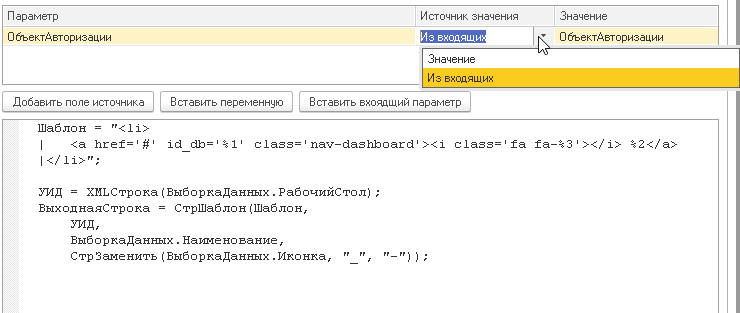 Параметр Источник значения Значение
ОбъектАвторизации Из входящих ОбъектАвторизации
Значение
Из входящих
Добавить поле источника Вставить переменную Вставить входящий параметр
Шаблон = "<li>
|   <a href='#' id_db='%1' class='nav-dashboard'><i class='fa fa-%3'></i> %2</a>
|</li>";
УИД = XMLСтрока(ВыборкаДанных.РабочийСтол);
ВыходнаяСтрока = СтрШаблон(Шаблон,
УИД,
ВыборкаДанных.Наименование,
СтрЗаменить(ВыборкаДанных.Иконка, "_", "-"));